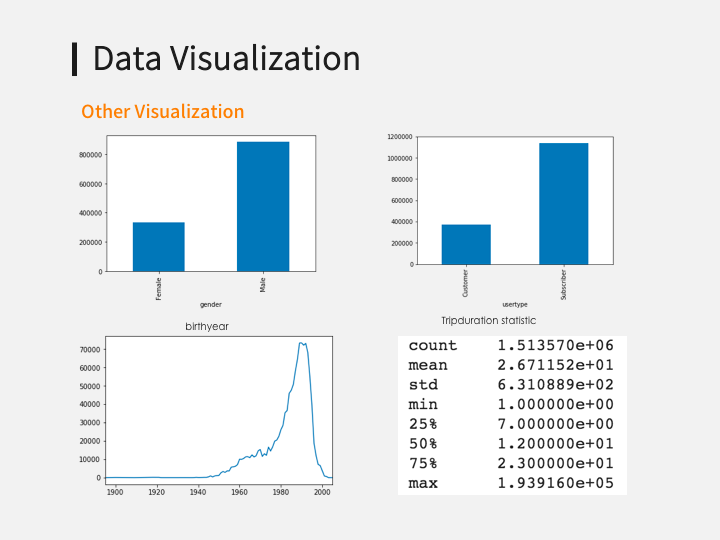 Data Visualization
Other Visualization
800000
600000
400000
200000
0
Female
Male
gender
1200000
1000000
800000
600000
400000
200000
0
Customer
Subscriber
usertype
birthyear
70000
60000
50000
40000
30000
20000
10000
0
1900 1920 1940 1960 1980 2000
Tripduration statistic
count 1.513570e+06
mean 2.671152e+01
std 6.310889e+02
min 1.000000e+00
25% 7.000000e+00
50% 1.200000e+01
75% 2.300000e+01
max 1.939160e+05